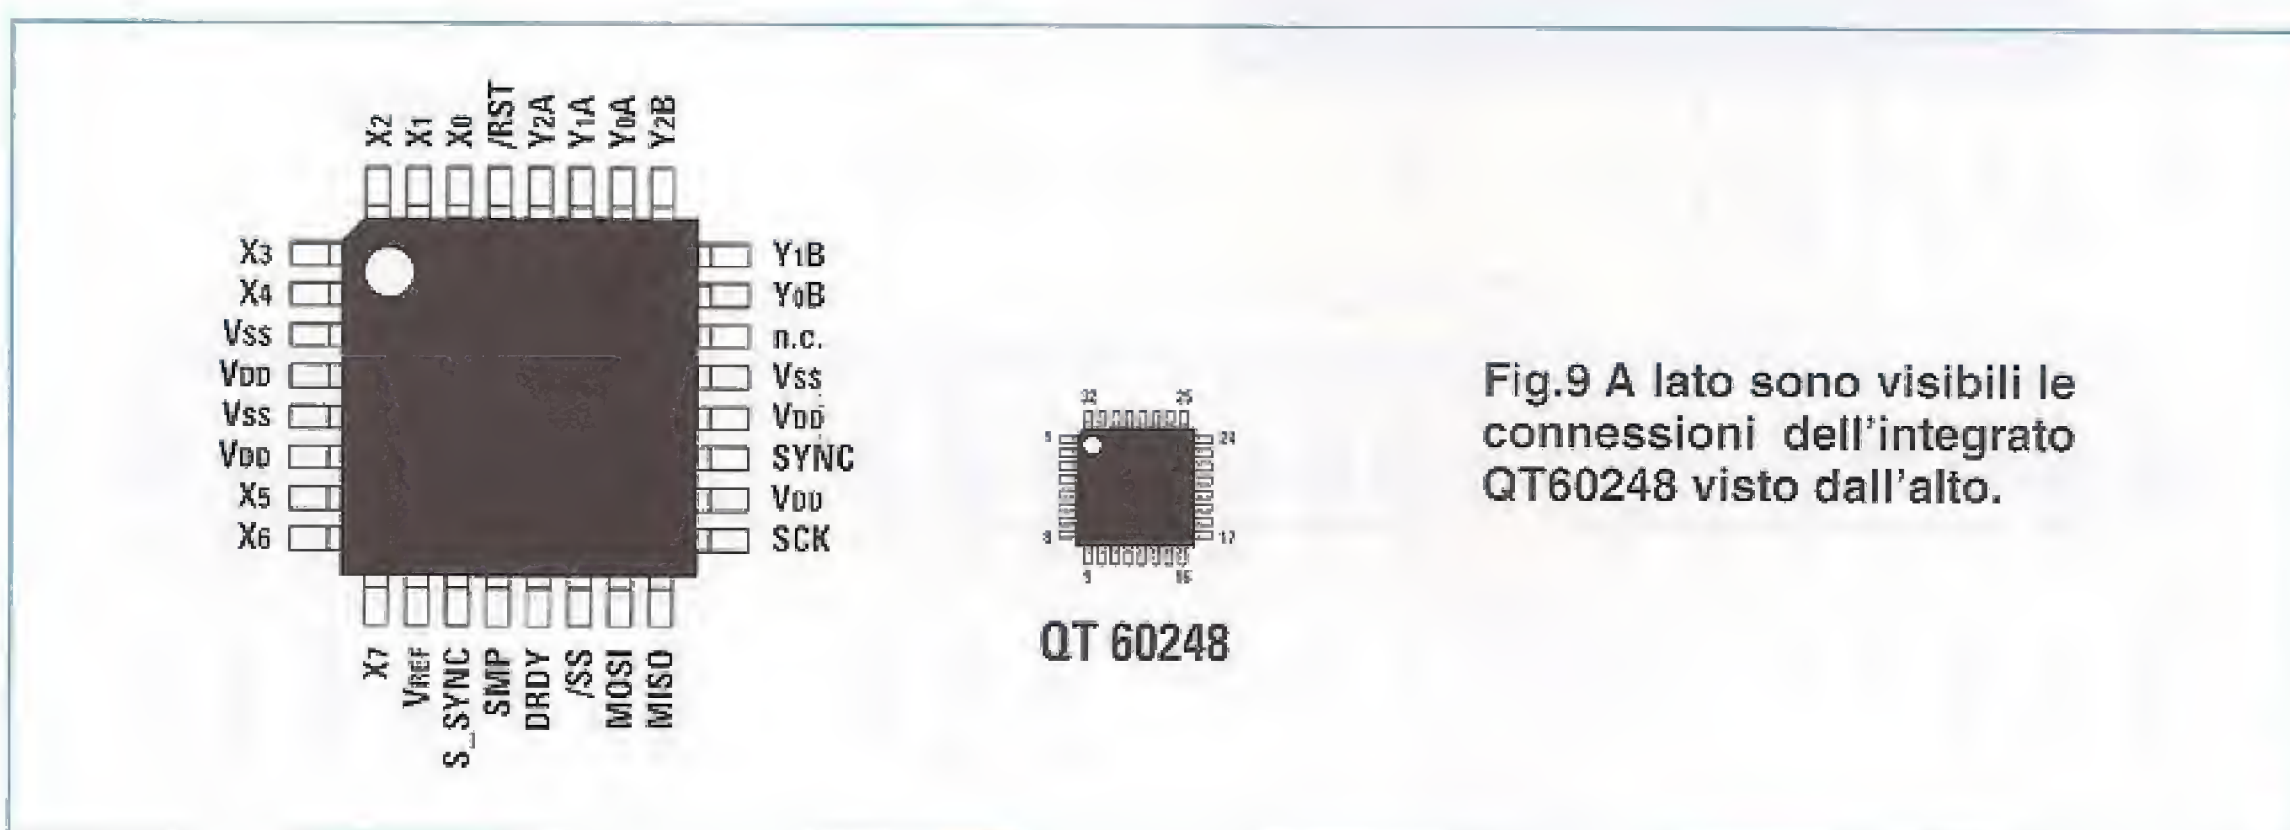 X2
X1
X0
/RST
Y2A
Y1A
Y0A
Y2B
X3
X4
VSS
VDD
VSS
VDD
X5
X6
Y1B
Y0B
n.c.
VSS
VDD
SYNC
VDD
SCK
X7
VREF
S_SYNC
SMP
DRDY
/SS
MOSI
MISO
32
25
24
8
17
9
16
QT 60248
Fig.9 A lato sono visibili le
connessioni dell'integrato
QT60248 visto dall'alto.